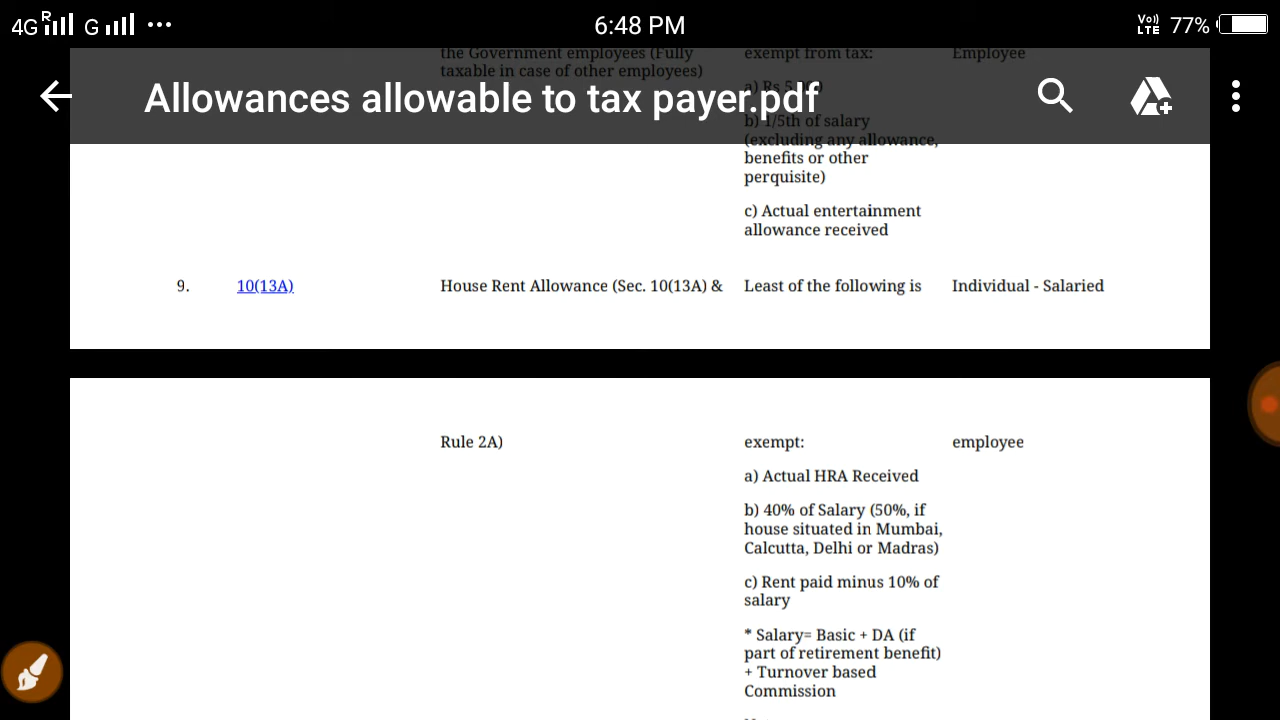 4G R G ... 6:48 PM Vo)) LTE 77%
the Government employees (Fully exempt from tax: Employee
taxable in case of other employees)
Allowances allowable to tax payer.pdf
b) 1/5th of salary
(excluding any allowance,
benefits or other
perquisite)
c) Actual entertainment
allowance received
9. 10(13A) House Rent Allowance (Sec. 10(13A) & Least of the following is Individual - Salaried
Rule 2A) exempt: employee
a) Actual HRA Received
b) 40% of Salary (50%, if
house situated in Mumbai,
Calcutta, Delhi or Madras)
c) Rent paid minus 10% of
salary
* Salary= Basic + DA (if
part of retirement benefit)
+ Turnover based
Commission